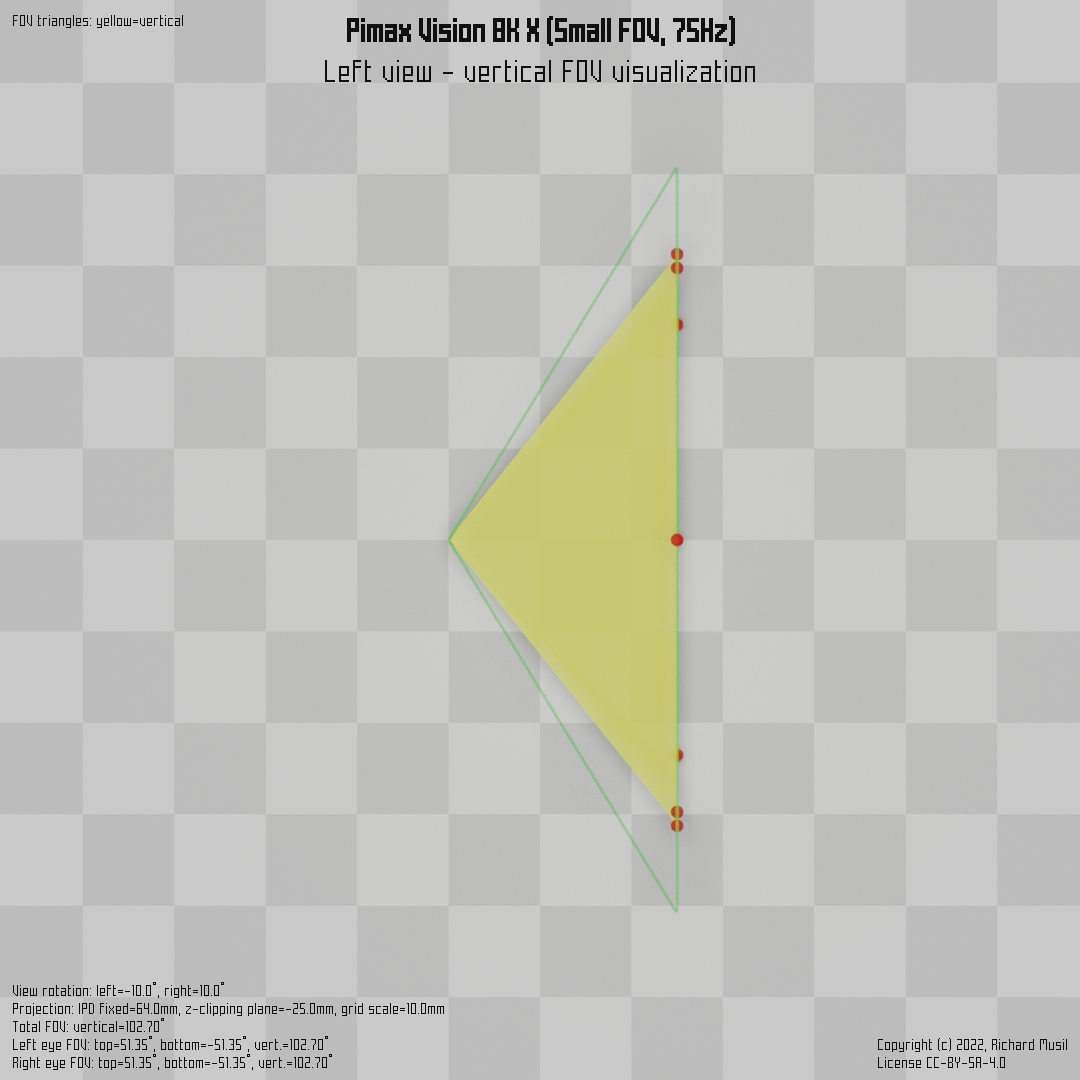 FOV triangles: yellow=vertical
Pimax Vision 8K X (Small FOV, 75Hz)
Left view - vertical FOV visualization
View rotation: left=-10.0°, right=10.0°
Projection: IPD fixed=64.0mm, z-clipping plane=-25.0mm, grid scale=10.0mm
Total FOV: vertical=102.70°
Left eye FOV: top=51.35°, bottom=-51.35°, vert.=102.70°
Right eye FOV: top=51.35°, bottom=-51.35°, vert.=102.70°
Copyright (c) 2022, Richard Musil
License CC-BY-SA-4.0